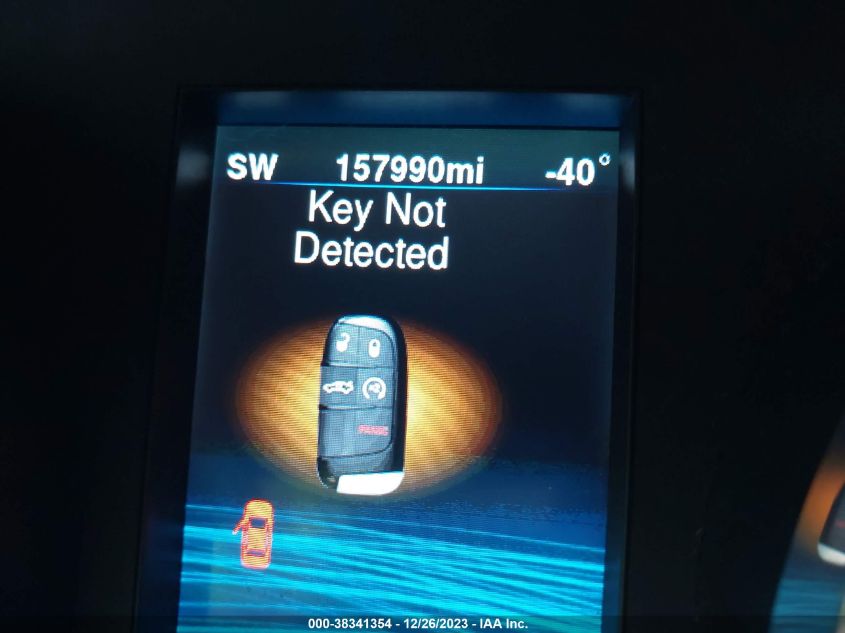 SW 157990mi -40°
Key Not
Detected
000-38341354 - 12/26/2023 - IAA Inc.